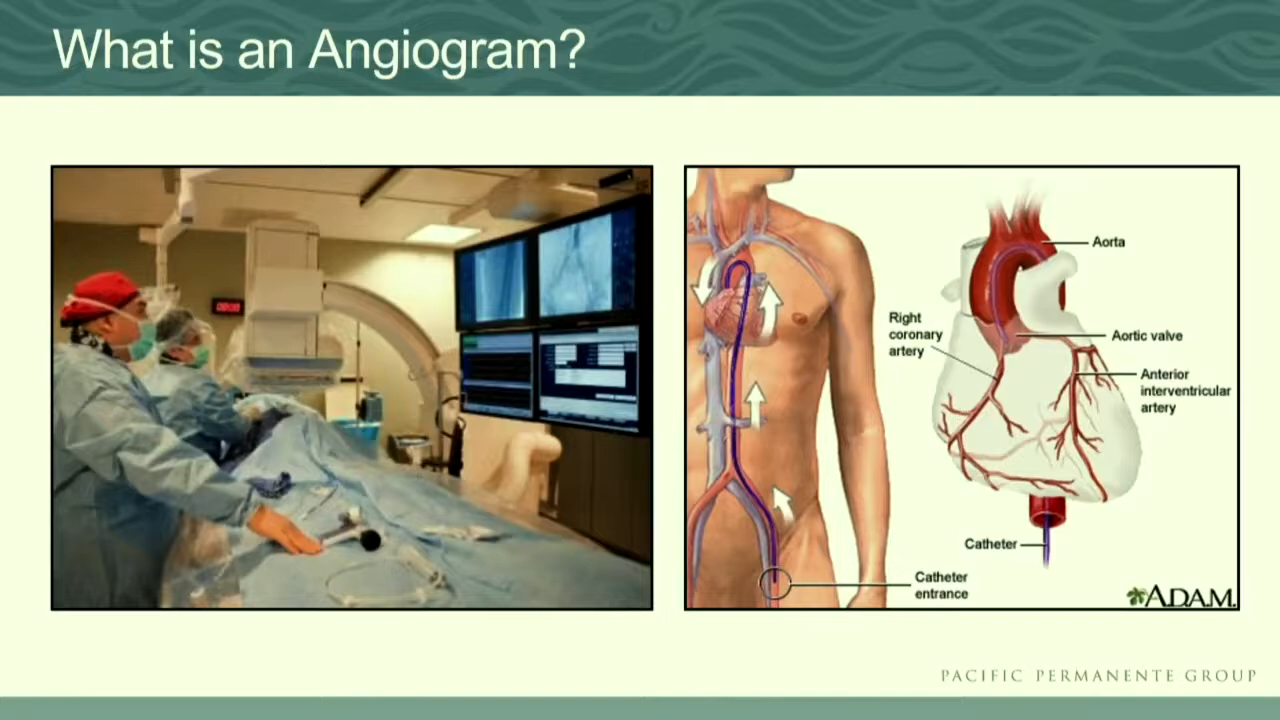 What is an Angiogram?
Aorta
Right
coronary
artery
Aortic valve
Anterior
interventricular
artery
Catheter
Catheter
entrance
A.D.A.M.
PACIFIC PERMANENTE GROUP